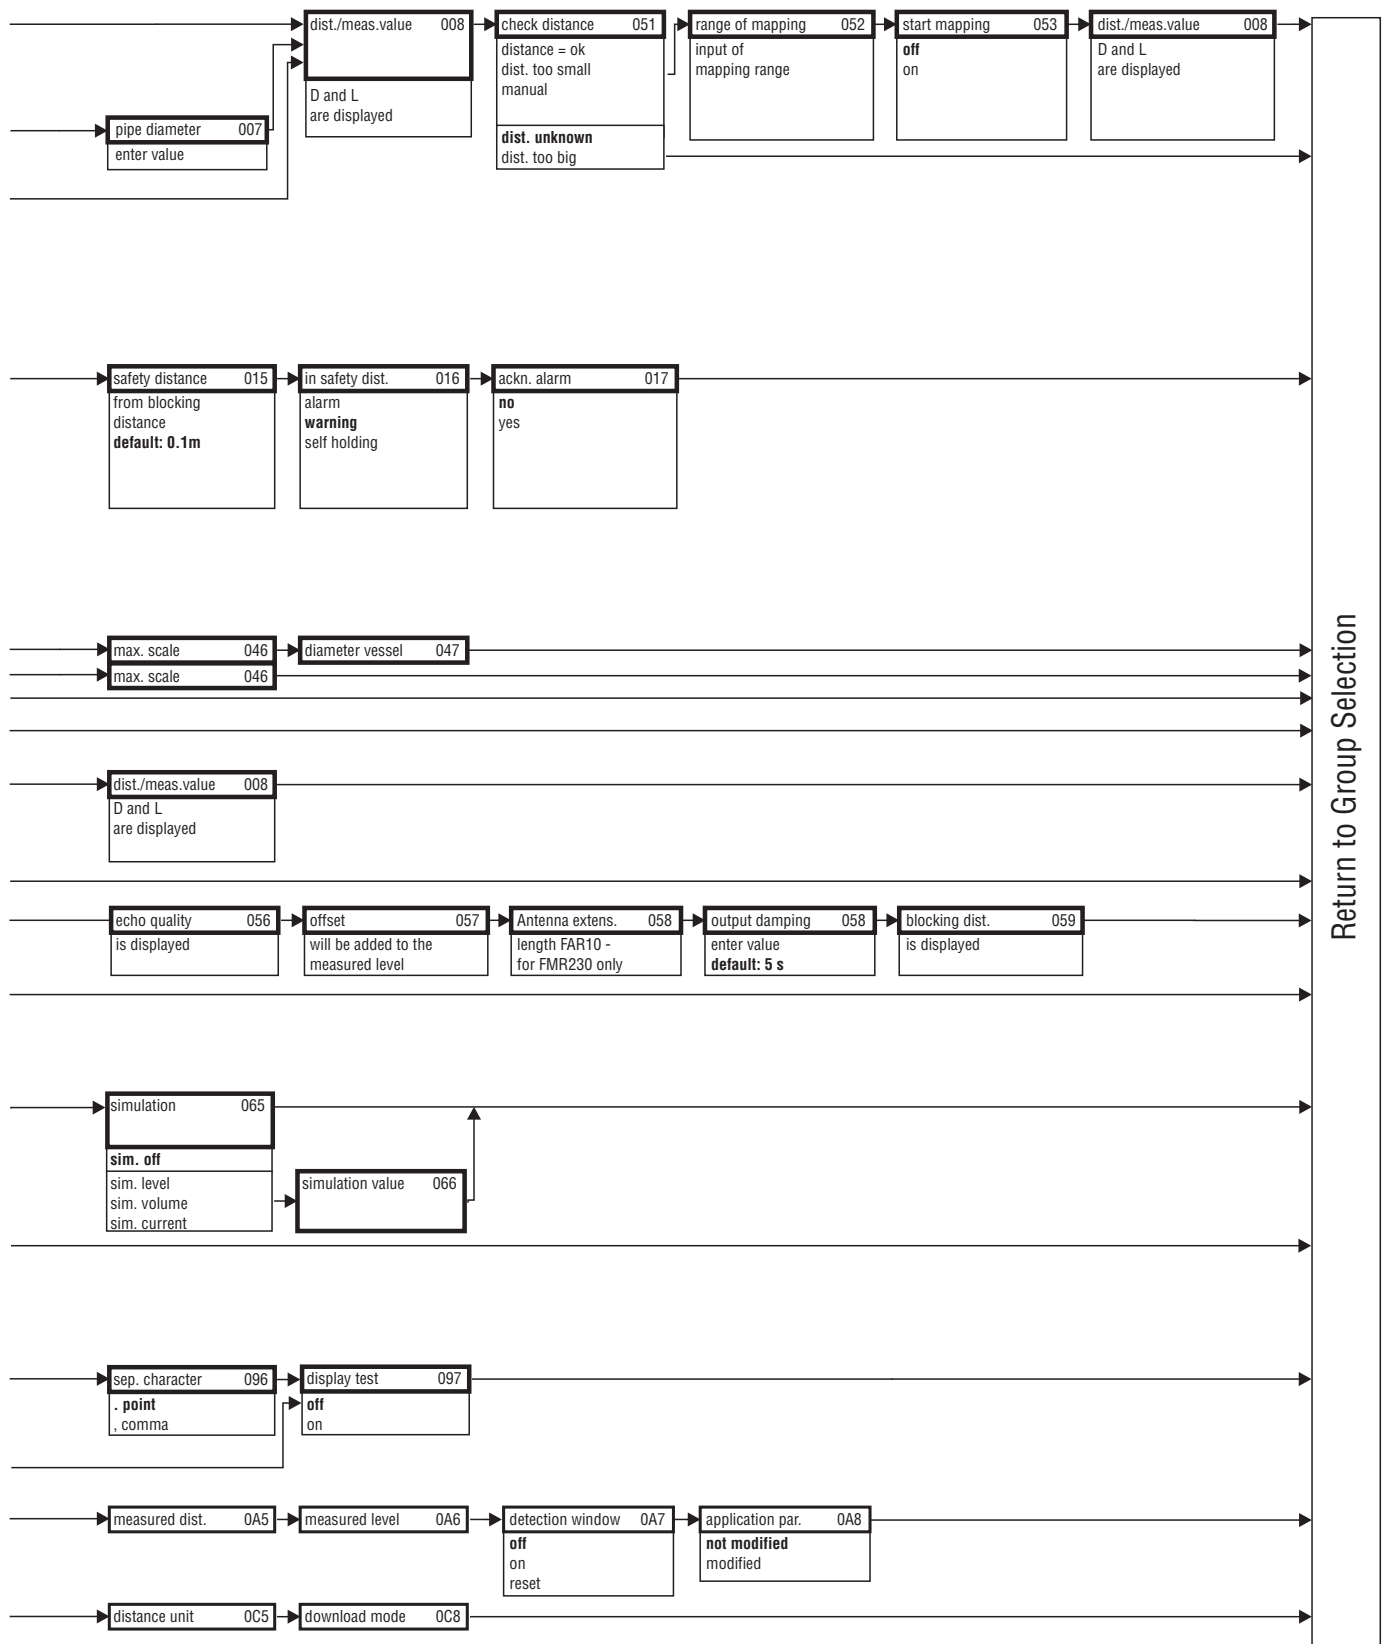 dist./meas.value 008
D and L
are displayed
check distance 051
distance = ok
dist. too small
manual
dist. unknown
dist. too big
range of mapping 052
input of
mapping range
start mapping 053
off
on
dist./meas.value 008
D and L
are displayed
pipe diameter 007
enter value
safety distance 015
from blocking
distance
default: 0.1m
in safety dist. 016
alarm
warning
self holding
ackn. alarm 017
no
yes
max. scale 046
diameter vessel 047
max. scale 046
dist./meas.value 008
D and L
are displayed
echo quality 056
is displayed
offset 057
will be added to the
measured level
Antenna extens. 058
length FAR10 -
for FMR230 only
output damping 058
enter value
default: 5 s
blocking dist. 059
is displayed
simulation 065
sim. off
sim. level
sim. volume
sim. current
simulation value 066
sep. character 096
. point
, comma
display test 097
off
on
measured dist. 0A5
measured level 0A6
detection window 0A7
off
on
reset
application par. 0A8
not modified
modified
distance unit 0C5
download mode 0C8
Return to Group Selection